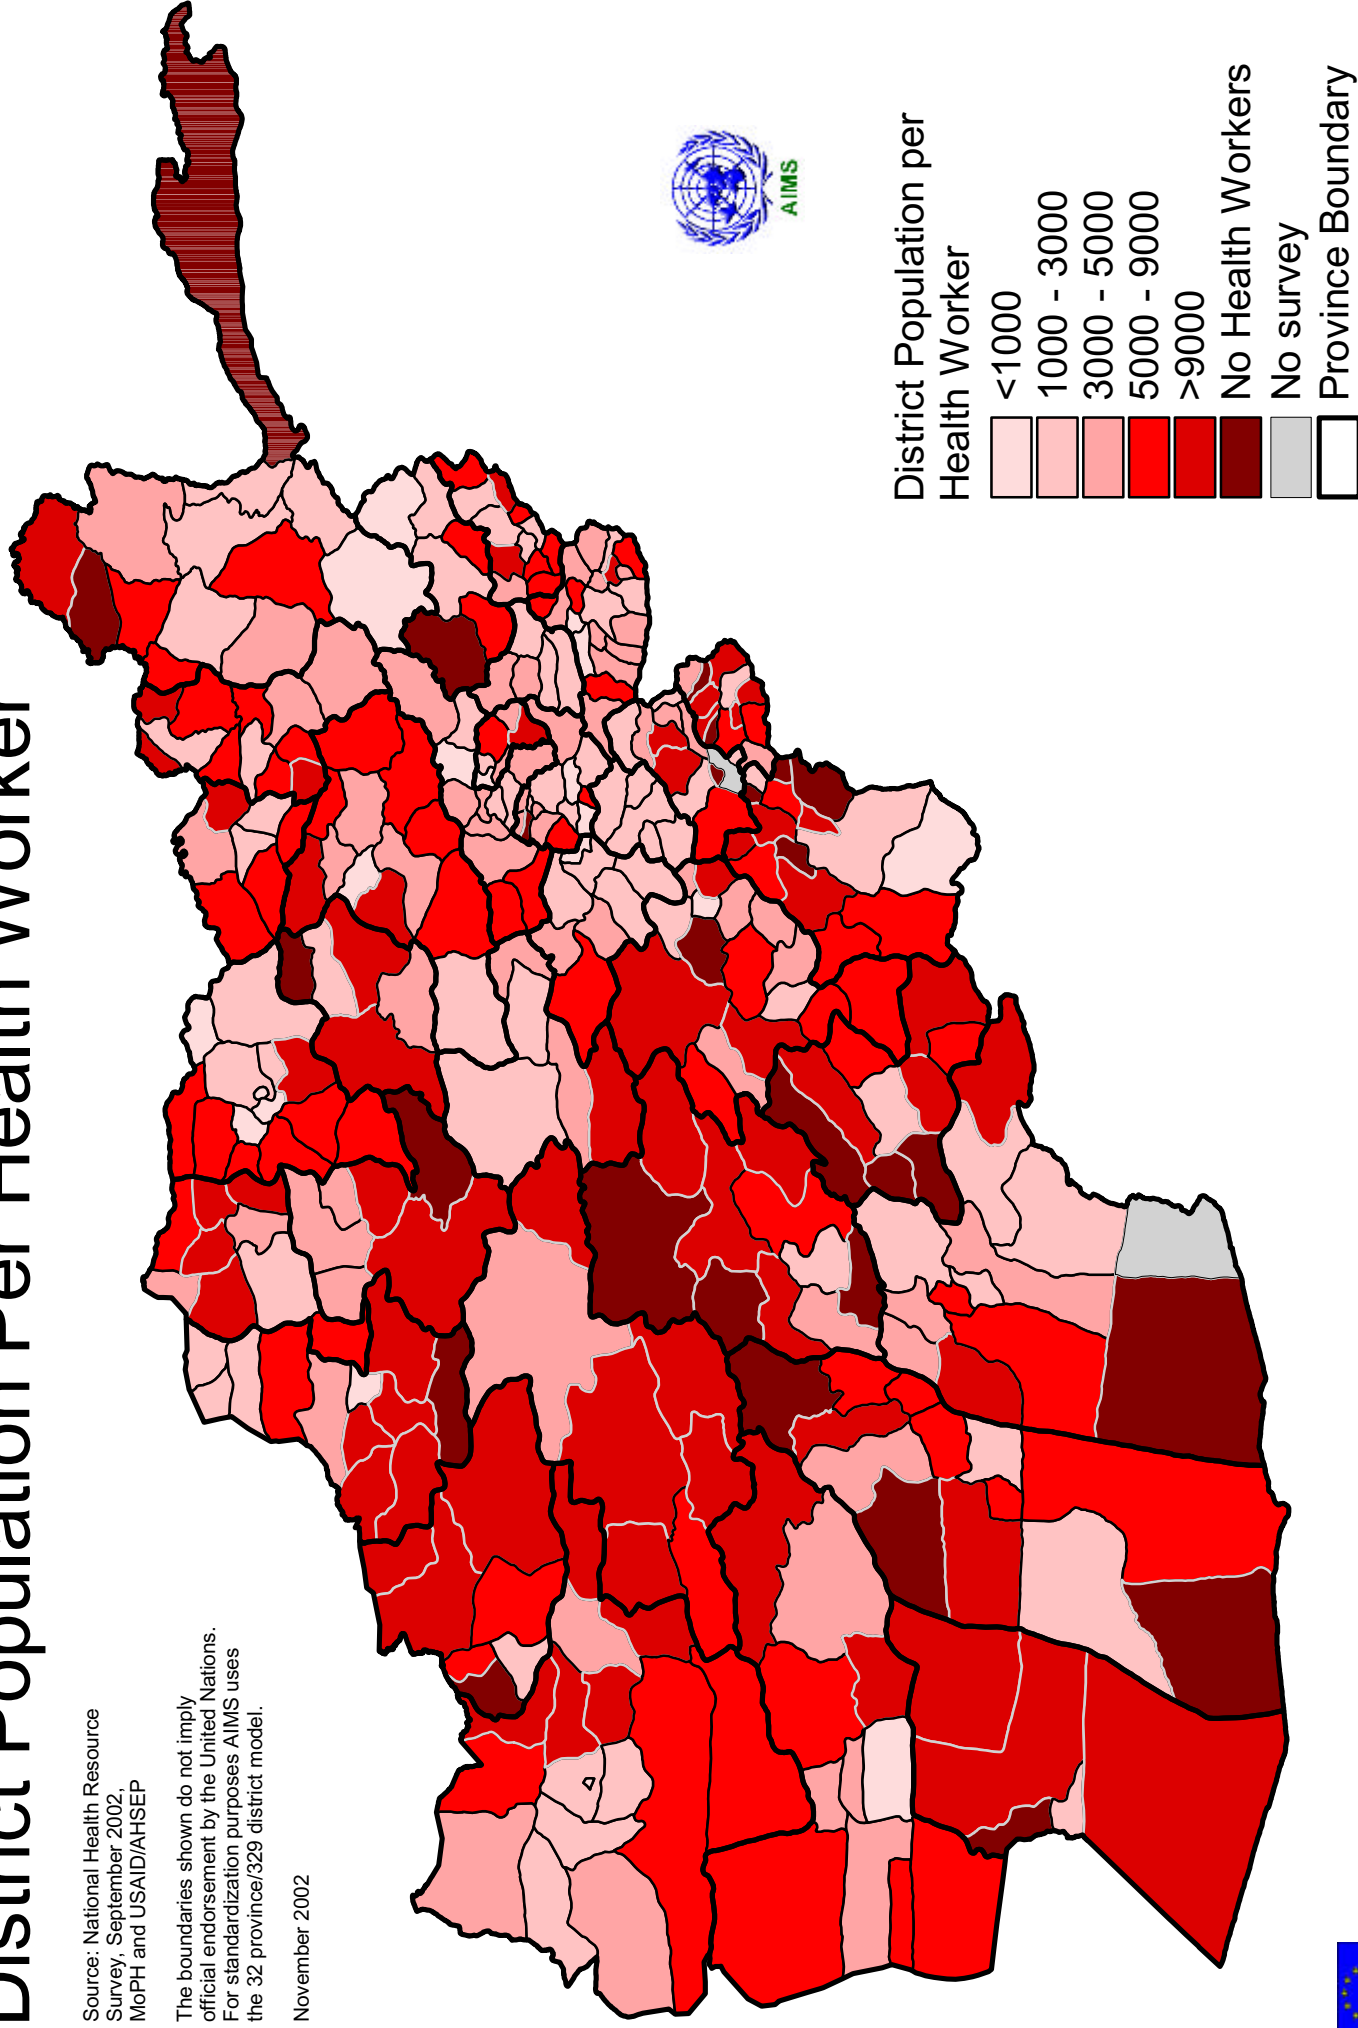 District Population Per Health Worker
Source: National Health Resource
Survey, September 2002,
MoPH and USAID/AHSEP
The boundaries shown do not imply
official endorsement by the United Nations.
For standardization purposes AIMS uses
the 32 province/329 district model.
November 2002
AIMS
District Population per
Health Worker
<1000
1000 - 3000
3000 - 5000
5000 - 9000
>9000
No Health Workers
No survey
Province Boundary